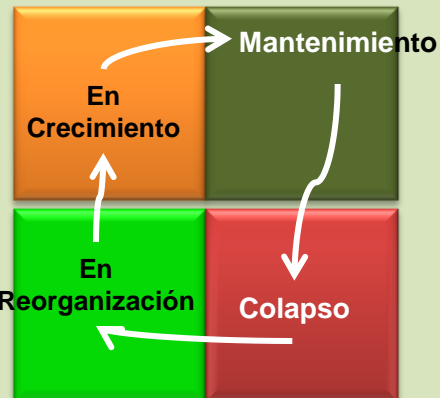 Mantenimiento
En
Crecimiento
En
Reorganización
Colapso